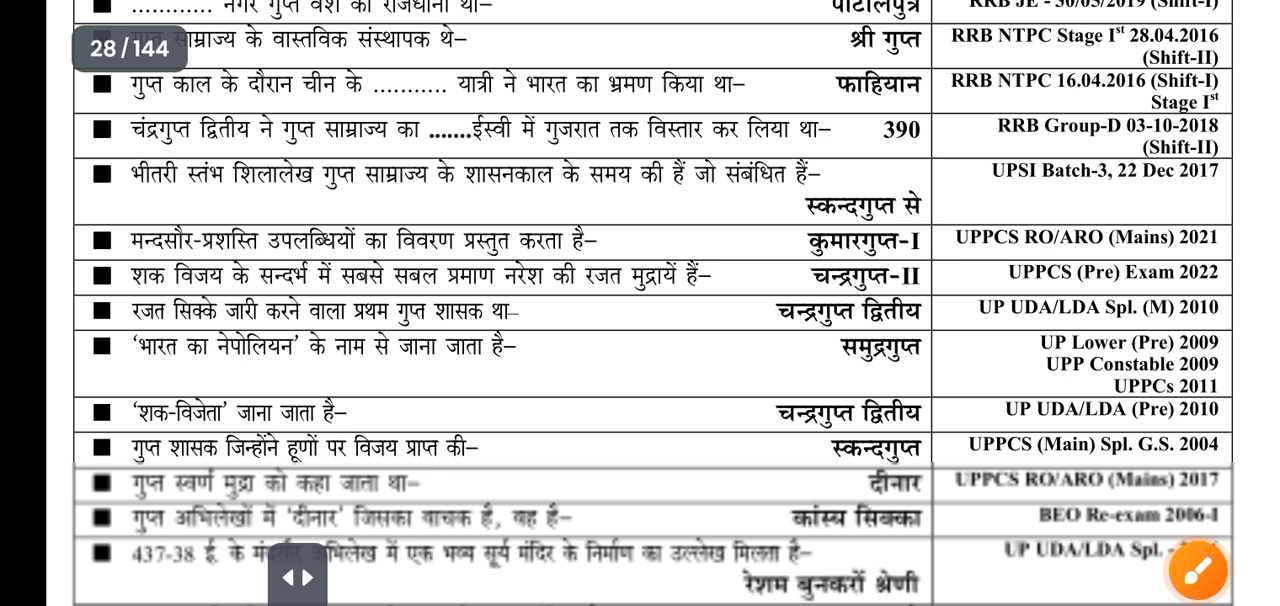 ............ नगर गुप्त वंश की राजधानी था– पाटलिपुत्र RRB JE - 30/05/2019 (Shift-I)
28 / 144
साम्राज्य के वास्तविक संस्थापक थे– श्री गुप्त RRB NTPC Stage Ist 28.04.2016
(Shift-II)
■ गुप्त काल के दौरान चीन के ........... यात्री ने भारत का भ्रमण किया था– फाहियान RRB NTPC 16.04.2016 (Shift-I)
Stage Ist
■ चंद्रगुप्त द्वितीय ने गुप्त साम्राज्य का .......ईस्वी में गुजरात तक विस्तार कर लिया था– 390 RRB Group-D 03-10-2018
(Shift-II)
■ भीतरी स्तंभ शिलालेख गुप्त साम्राज्य के शासनकाल के समय की हैं जो संबंधित हैं– UPSI Batch-3, 22 Dec 2017
स्कन्दगुप्त से
■ मन्दसौर-प्रशस्ति उपलब्धियों का विवरण प्रस्तुत करता है– कुमारगुप्त-I UPPCS RO/ARO (Mains) 2021
■ शक विजय के सन्दर्भ में सबसे सबल प्रमाण नरेश की रजत मुद्रायें हैं– चन्द्रगुप्त-II UPPCS (Pre) Exam 2022
■ रजत सिक्के जारी करने वाला प्रथम गुप्त शासक था– चन्द्रगुप्त द्वितीय UP UDA/LDA Spl. (M) 2010
■ ‘भारत का नेपोलियन’ के नाम से जाना जाता है– समुद्रगुप्त UP Lower (Pre) 2009
UPP Constable 2009
UPPCs 2011
■ ‘शक-विजेता’ जाना जाता है– चन्द्रगुप्त द्वितीय UP UDA/LDA (Pre) 2010
■ गुप्त शासक जिन्होंने हूणों पर विजय प्राप्त की– स्कन्दगुप्त UPPCS (Main) Spl. G.S. 2004
■ गुप्त स्वर्ण मुद्रा को कहा जाता था– दीनार UPPCS RO/ARO (Mains) 2017
■ गुप्त अभिलेखों में ‘दीनार’ जिसका वाचक है, वह है– कांस्य सिक्का BEO Re-exam 2006-I
■ 437-38 ई. के अभिलेख में एक भव्य सूर्य मंदिर के निर्माण का उल्लेख मिलता है– UP UDA/LDA Spl.
रेशम बुनकरों श्रेणी